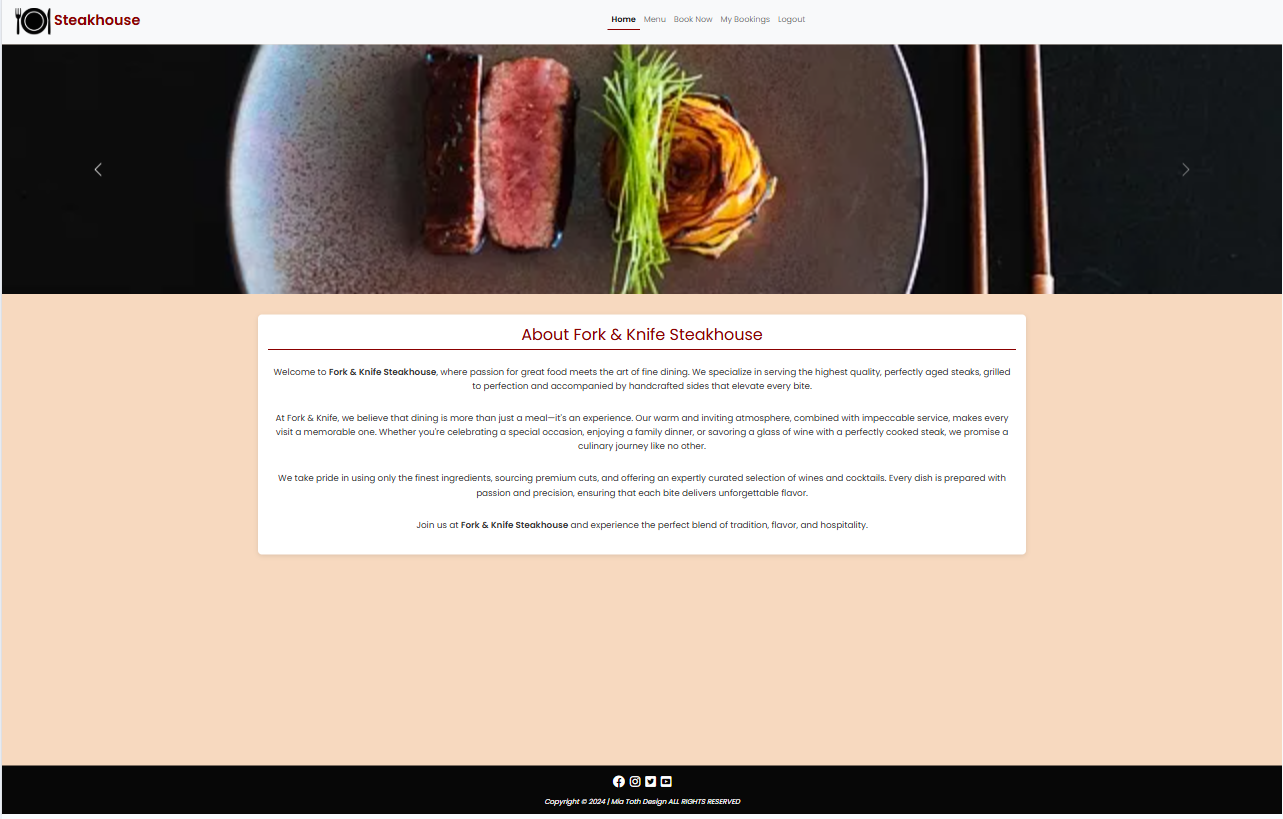 Steakhouse
Home Menu Book Now My Bookings Logout
About Fork & Knife Steakhouse
Welcome to Fork & Knife Steakhouse, where passion for great food meets the art of fine dining. We specialize in serving the highest quality, perfectly aged steaks, grilled
to perfection and accompanied by handcrafted sides that elevate every bite.
At Fork & Knife, we believe that dining is more than just a meal—it's an experience. Our warm and inviting atmosphere, combined with impeccable service, makes every
visit a memorable one. Whether you're celebrating a special occasion, enjoying a family dinner, or savoring a glass of wine with a perfectly cooked steak, we promise a
culinary journey like no other.
We take pride in using only the finest ingredients, sourcing premium cuts, and offering an expertly curated selection of wines and cocktails. Every dish is prepared with
passion and precision, ensuring that each bite delivers unforgettable flavor.
Join us at Fork & Knife Steakhouse and experience the perfect blend of tradition, flavor, and hospitality.
Copyright © 2024 | Mia Toth Design ALL RIGHTS RESERVED